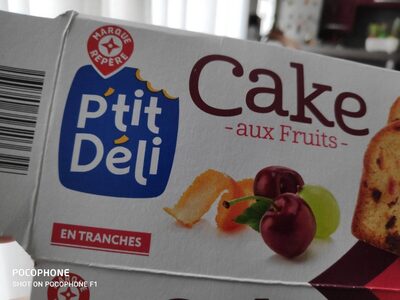 MARQUE
REPÈRE
P'tit
Déli
Cake
-aux Fruits-
EN TRANCHES
POCOPHONE
SHOT ON POCOPHONE F1